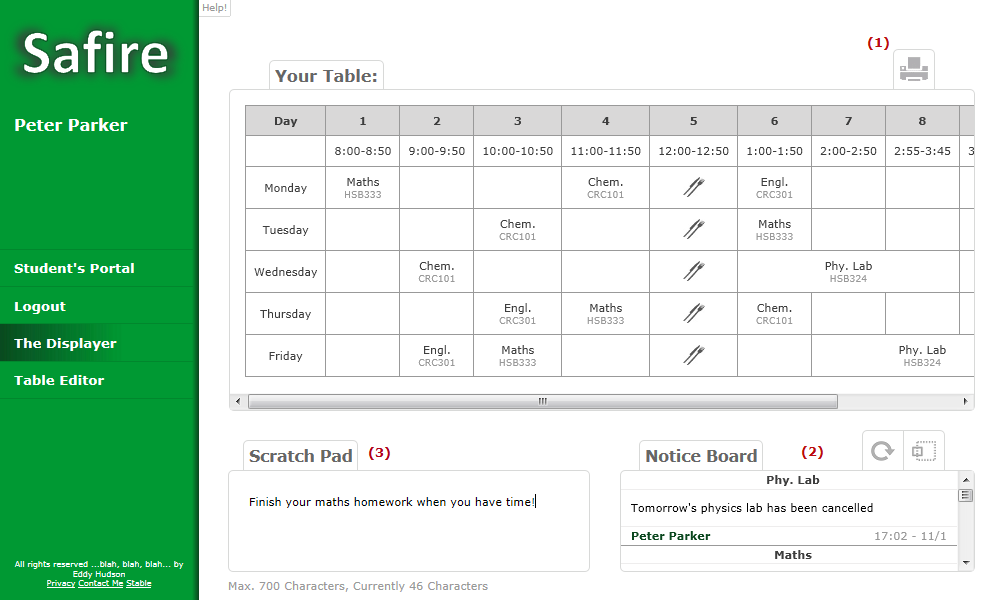 Help!
Safire
Peter Parker
Student's Portal
Logout
The Displayer
Table Editor
All rights reserved ...blah, blah, blah... by
Eddy Hudson
Privacy Contact Me Stable
(1)
Your Table:
Day 1 2 3 4 5 6 7 8
8:00-8:50 9:00-9:50 10:00-10:50 11:00-11:50 12:00-12:50 1:00-1:50 2:00-2:50 2:55-3:45 3
Monday Maths HSB333 Chem. CRC101 Engl. CRC301
Tuesday Chem. CRC101 Maths HSB333
Wednesday Chem. CRC101 Phy. Lab HSB324
Thursday Engl. CRC301 Maths HSB333 Chem. CRC101
Friday Engl. CRC301 Maths HSB333 Phy. Lab HSB324
Scratch Pad (3)
Finish your maths homework when you have time!
Max. 700 Characters, Currently 46 Characters
Notice Board (2)
Phy. Lab
Tomorrow's physics lab has been cancelled
Peter Parker 17:02 - 11/1
Maths